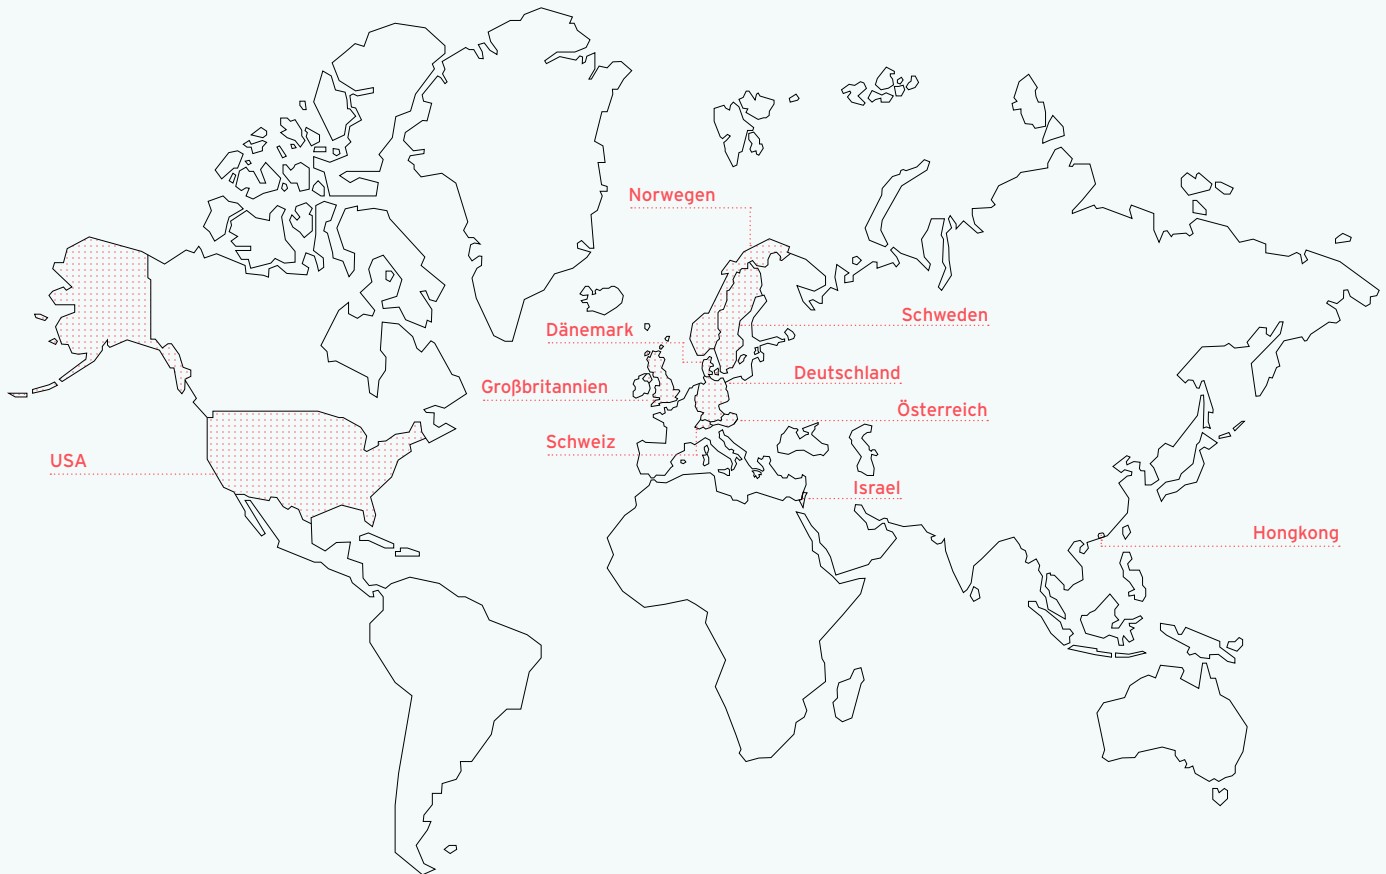 Norwegen
Schweden
Dänemark
Deutschland
Großbritannien
Österreich
Schweiz
USA
Israel
Hongkong